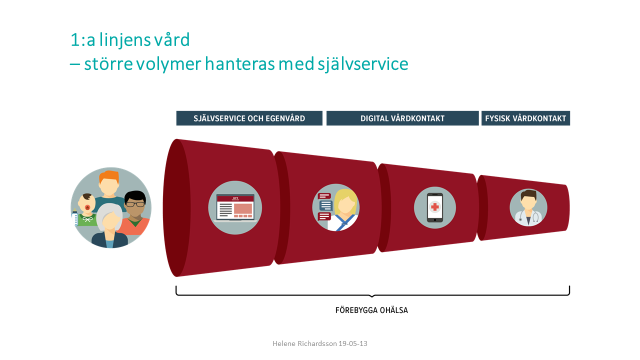 1:a linjens vård
– större volymer hanteras med självservice
SJÄLVSERVICE OCH EGENVÅRD
DIGITAL VÅRDKONTAKT
FYSISK VÅRDKONTAKT
FÖREBYGGA OHÄLSA
Helene Richardsson 19-05-13